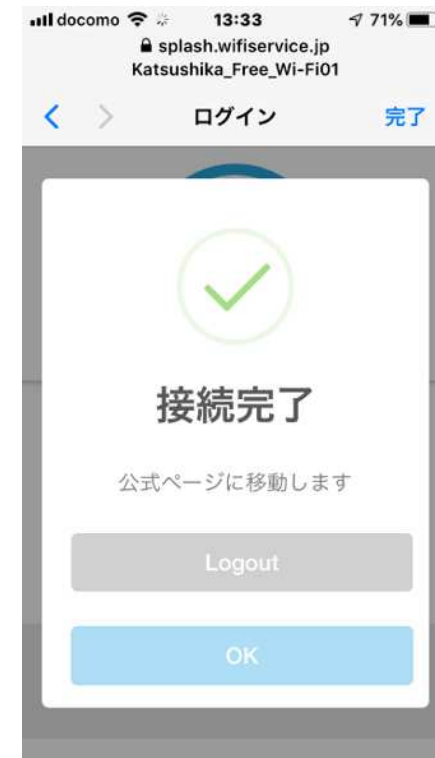 docomo 13:33 71%
splash.wifiservice.jp
Katsushika_Free_Wi-Fi01
ログイン 完了
接続完了
公式ページに移動します
Logout
OK